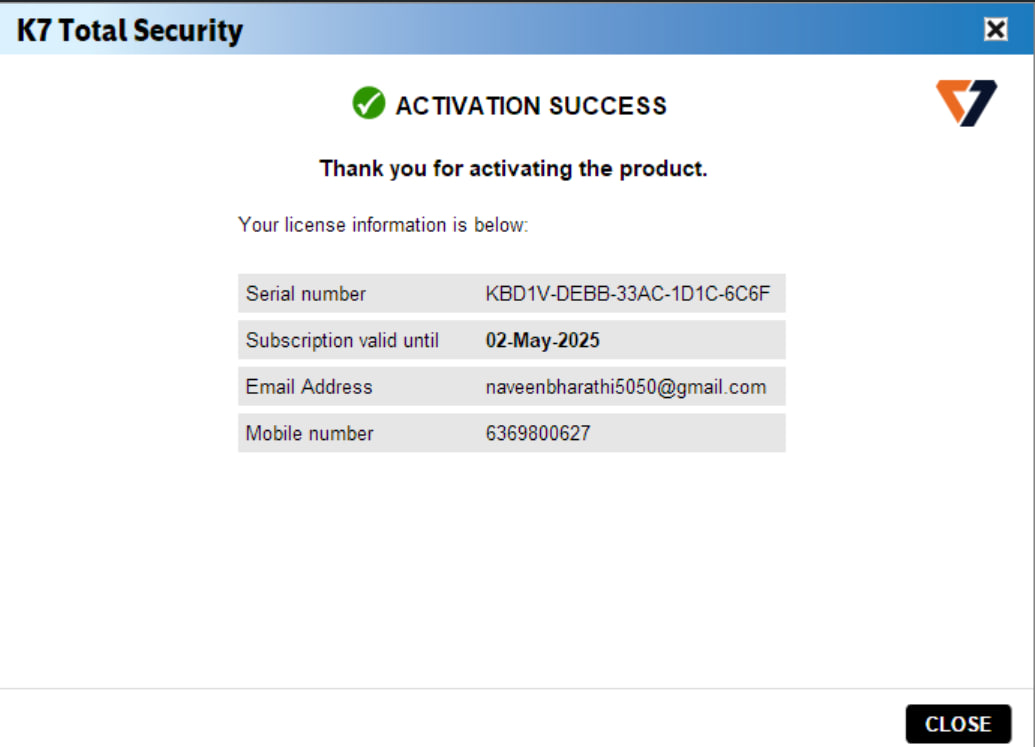 K7 Total Security
ACTIVATION SUCCESS
Thank you for activating the product.
Your license information is below:
Serial number KBD1V-DEBB-33AC-1D1C-6C6F
Subscription valid until 02-May-2025
Email Address naveenbharathi5050@gmail.com
Mobile number 6369800627
CLOSE